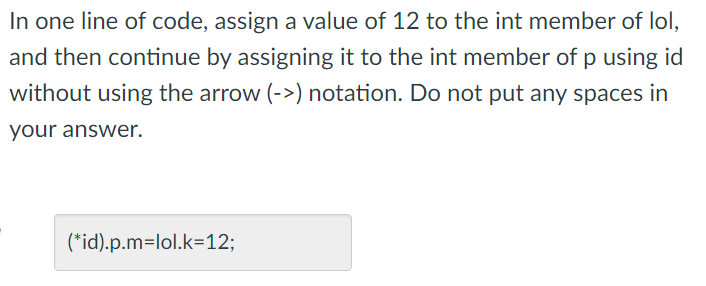 In one line of code, assign a value of 12 to the int member of lol,
and then continue by assigning it to the int member of p using id
without using the arrow (->) notation. Do not put any spaces in
your answer.
(*id).p.m=lol.k=12;